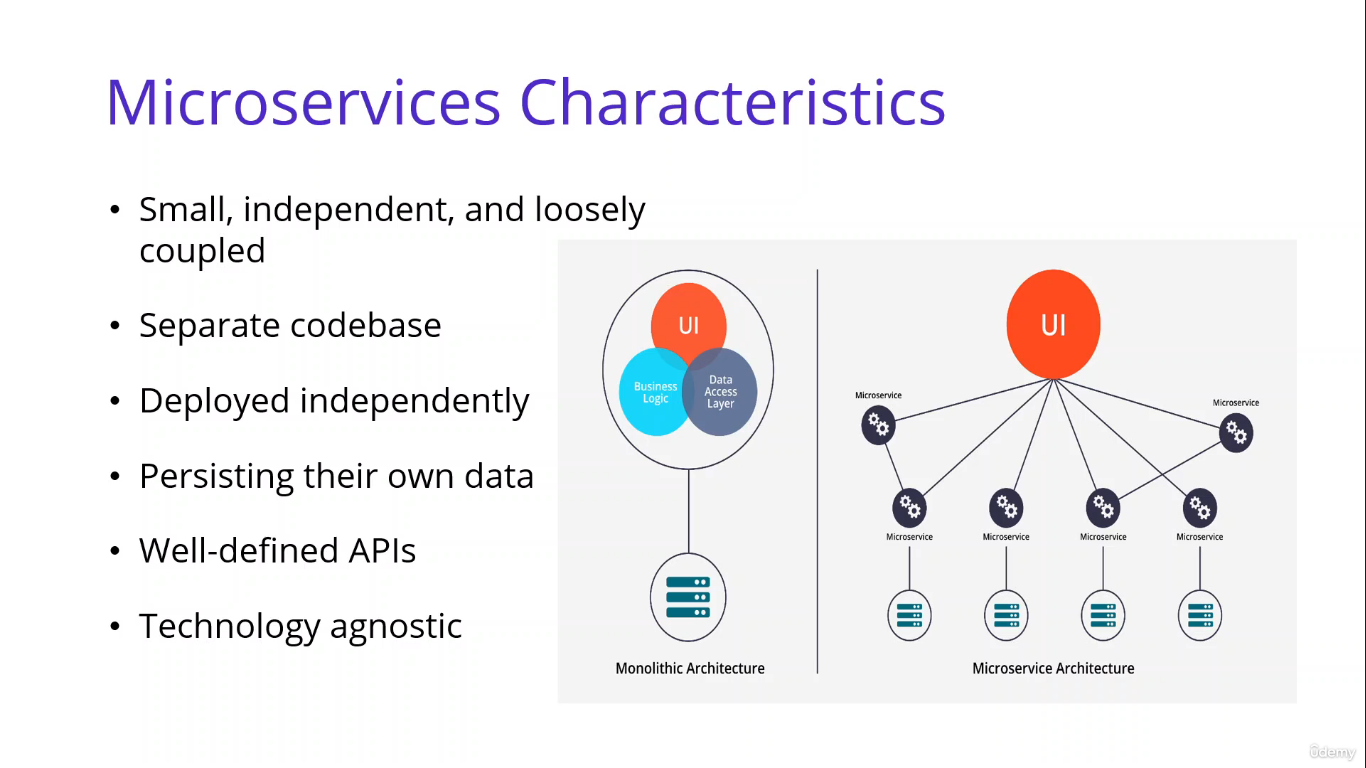 Microservices Characteristics
• Small, independent, and loosely
coupled
• Separate codebase
• Deployed independently
• Persisting their own data
• Well-defined APIs
• Technology agnostic
UI
Business
Logic
Data
Access
Layer
Monolithic Architecture
UI
Microservice
Microservice
Microservice
Microservice
Microservice
Microservice
Microservice Architecture
ûdemy